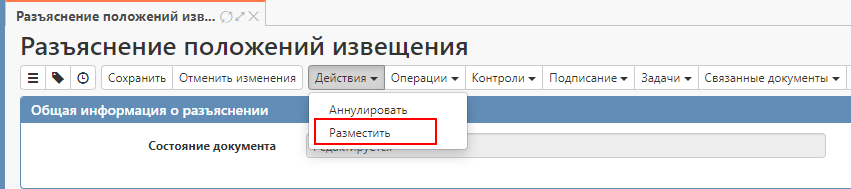 Разъяснение положений изв...
Разъяснение положений извещения
Сохранить Отменить изменения Действия Операции Контроли Подписание Задачи Связанные документы
Общая информация о разъяснении
Аннулировать
Разместить
Состояние документа Редактируется